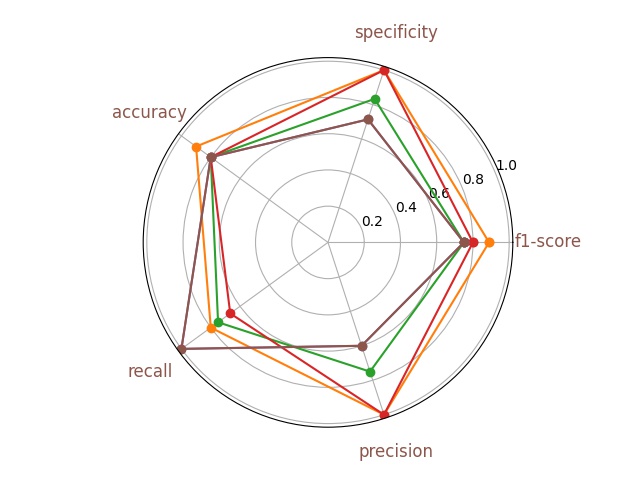 specificity
accuracy
1.0
0.8
0.6
0.4
0.2
f1-score
recall
precision